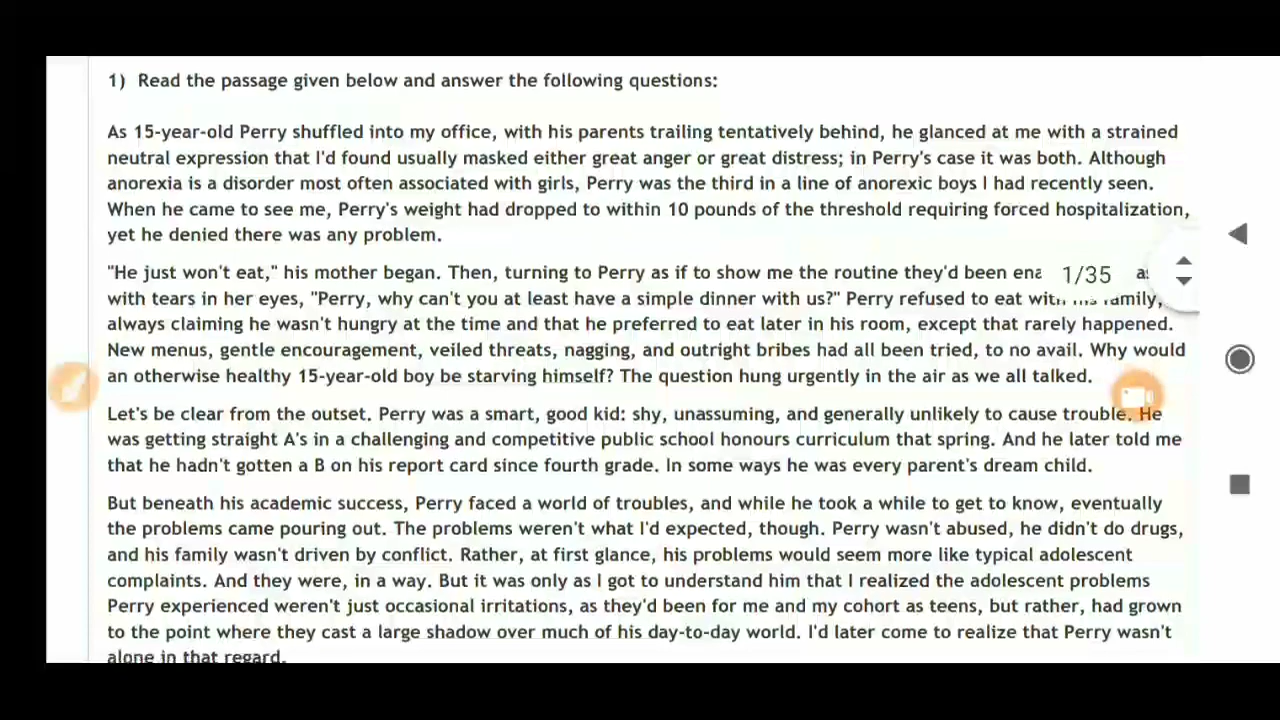 1) Read the passage given below and answer the following questions:
As 15-year-old Perry shuffled into my office, with his parents trailing tentatively behind, he glanced at me with a strained
neutral expression that I'd found usually masked either great anger or great distress; in Perry's case it was both. Although
anorexia is a disorder most often associated with girls, Perry was the third in a line of anorexic boys I had recently seen.
When he came to see me, Perry's weight had dropped to within 10 pounds of the threshold requiring forced hospitalization,
yet he denied there was any problem.
"He just won't eat," his mother began. Then, turning to Perry as if to show me the routine they'd been 1/35
with tears in her eyes, "Perry, why can't you at least have a simple dinner with us?" Perry refused to eat with family,
always claiming he wasn't hungry at the time and that he preferred to eat later in his room, except that rarely happened.
New menus, gentle encouragement, veiled threats, nagging, and outright bribes had all been tried, to no avail. Why would
an otherwise healthy 15-year-old boy be starving himself? The question hung urgently in the air as we all talked.
Let's be clear from the outset. Perry was a smart, good kid: shy, unassuming, and generally unlikely to cause trouble. He
was getting straight A's in a challenging and competitive public school honours curriculum that spring. And he later told me
that he hadn't gotten a B on his report card since fourth grade. In some ways he was every parent's dream child.
But beneath his academic success, Perry faced a world of troubles, and while he took a while to get to know, eventually
the problems came pouring out. The problems weren't what I'd expected, though. Perry wasn't abused, he didn't do drugs,
and his family wasn't driven by conflict. Rather, at first glance, his problems would seem more like typical adolescent
complaints. And they were, in a way. But it was only as I got to understand him that I realized the adolescent problems
Perry experienced weren't just occasional irritations, as they'd been for me and my cohort as teens, but rather, had grown
to the point where they cast a large shadow over much of his day-to-day world. I'd later come to realize that Perry wasn't
alone in that regard.